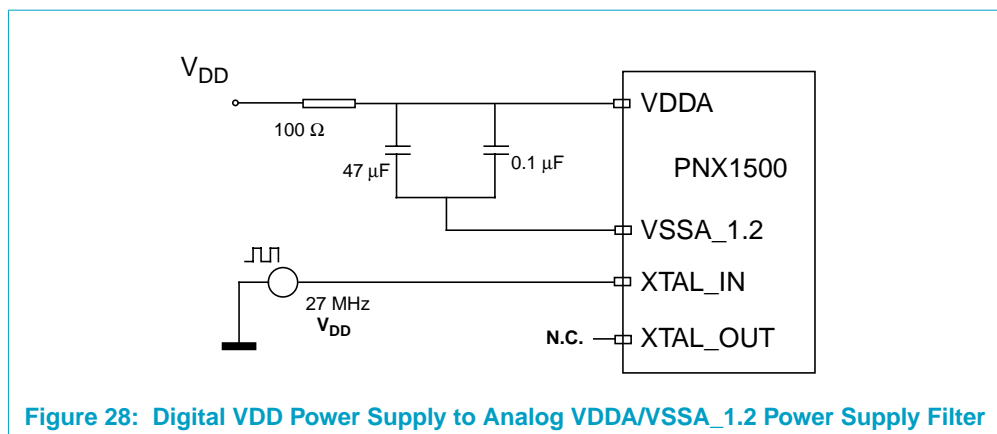 VDD
100 Ω
47 μF
0.1 μF
VDDA
PNX1500
VSSA_1.2
XTAL_IN
27 MHz
VDD
N.C.
XTAL_OUT
Figure 28: Digital VDD Power Supply to Analog VDDA/VSSA_1.2 Power Supply Filter